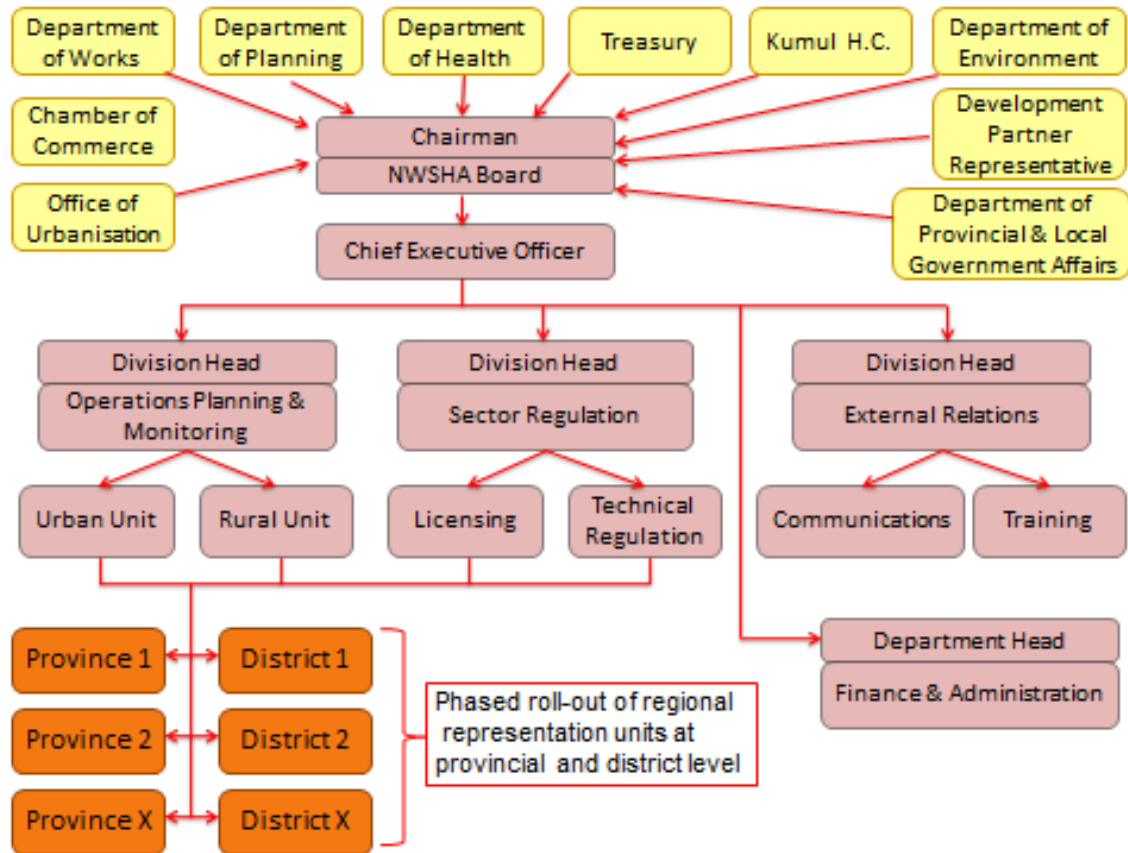 Department
of Works
Department
of Planning
Department
of Health
Treasury
Kumul H.C.
Department of
Environment
Chamber of
Commerce
Chairman
NWSHA Board
Development
Partner
Representative
Office of
Urbanisation
Chief Executive Officer
Department of
Provincial & Local
Government Affairs
Division Head
Operations Planning &
Monitoring
Division Head
Sector Regulation
Division Head
External Relations
Urban Unit
Rural Unit
Licensing
Technical
Regulation
Communications
Training
Province 1
District 1
Province 2
District 2
Province X
District X
Phased roll-out of regional
representation units at
provincial and district level
Department Head
Finance & Administration